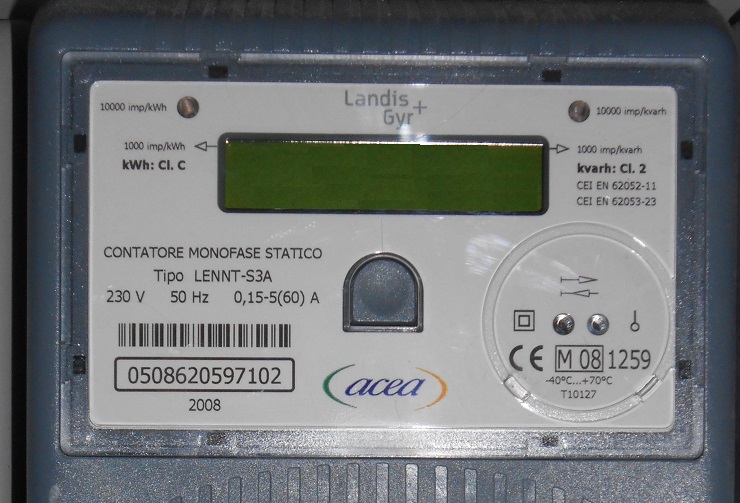 Landis
Gyr+
10000 imp/kWh
10000 imp/kvarh
1000 imp/kWh
kWh: Cl. C
1000 imp/kvarh
kvarh: Cl. 2
CEI EN 62052-11
CEI EN 62053-23
CONTATORE MONOFASE STATICO
Tipo LENNT-S3A
230 V 50 Hz 0,15-5(60) A
0508620597102
2008
acea
CE M 08 1259
-40°C...+70°C
T10127